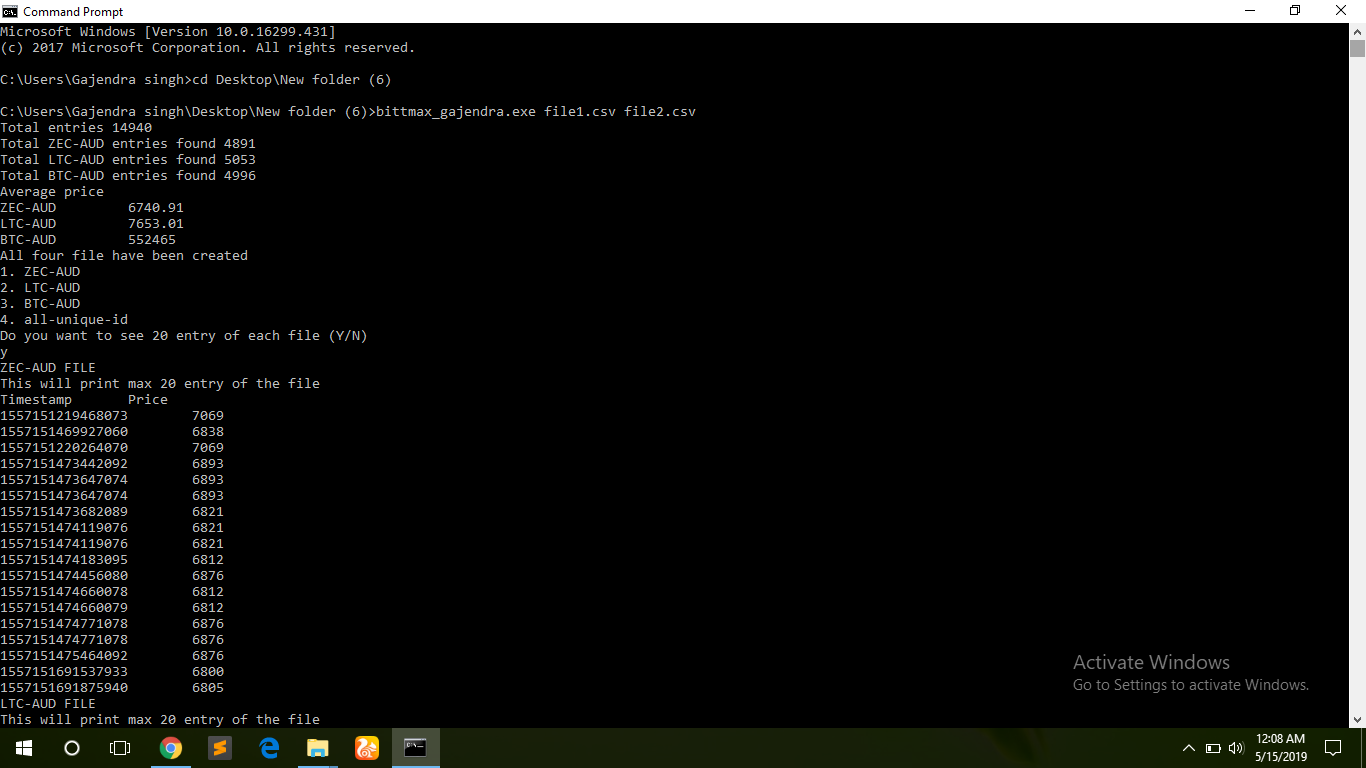 Command Prompt
Microsoft Windows [Version 10.0.16299.431]
(c) 2017 Microsoft Corporation. All rights reserved.
C:\Users\Gajendra singh>cd Desktop\New folder (6)
C:\Users\Gajendra singh\Desktop\New folder (6)>bittmax_gajendra.exe file1.csv file2.csv
Total entries 14940
Total ZEC-AUD entries found 4891
Total LTC-AUD entries found 5053
Total BTC-AUD entries found 4996
Average price
ZEC-AUD 6740.91
LTC-AUD 7653.01
BTC-AUD 552465
All four file have been created
1. ZEC-AUD
2. LTC-AUD
3. BTC-AUD
4. all-unique-id
Do you want to see 20 entry of each file (Y/N)
y
ZEC-AUD FILE
This will print max 20 entry of the file
Timestamp Price
1557151219468073 7069
1557151469927060 6838
1557151220264070 7069
1557151473442092 6893
1557151473647074 6893
1557151473647074 6893
1557151473682089 6821
1557151474119076 6821
1557151474119076 6821
1557151474183095 6812
1557151474456080 6876
1557151474660078 6812
1557151474660079 6812
1557151474771078 6876
1557151474771078 6876
1557151475464092 6876
1557151691537933 6800
1557151691875940 6805
LTC-AUD FILE
This will print max 20 entry of the file
Activate Windows
Go to Settings to activate Windows.
12:08 AM
5/15/2019